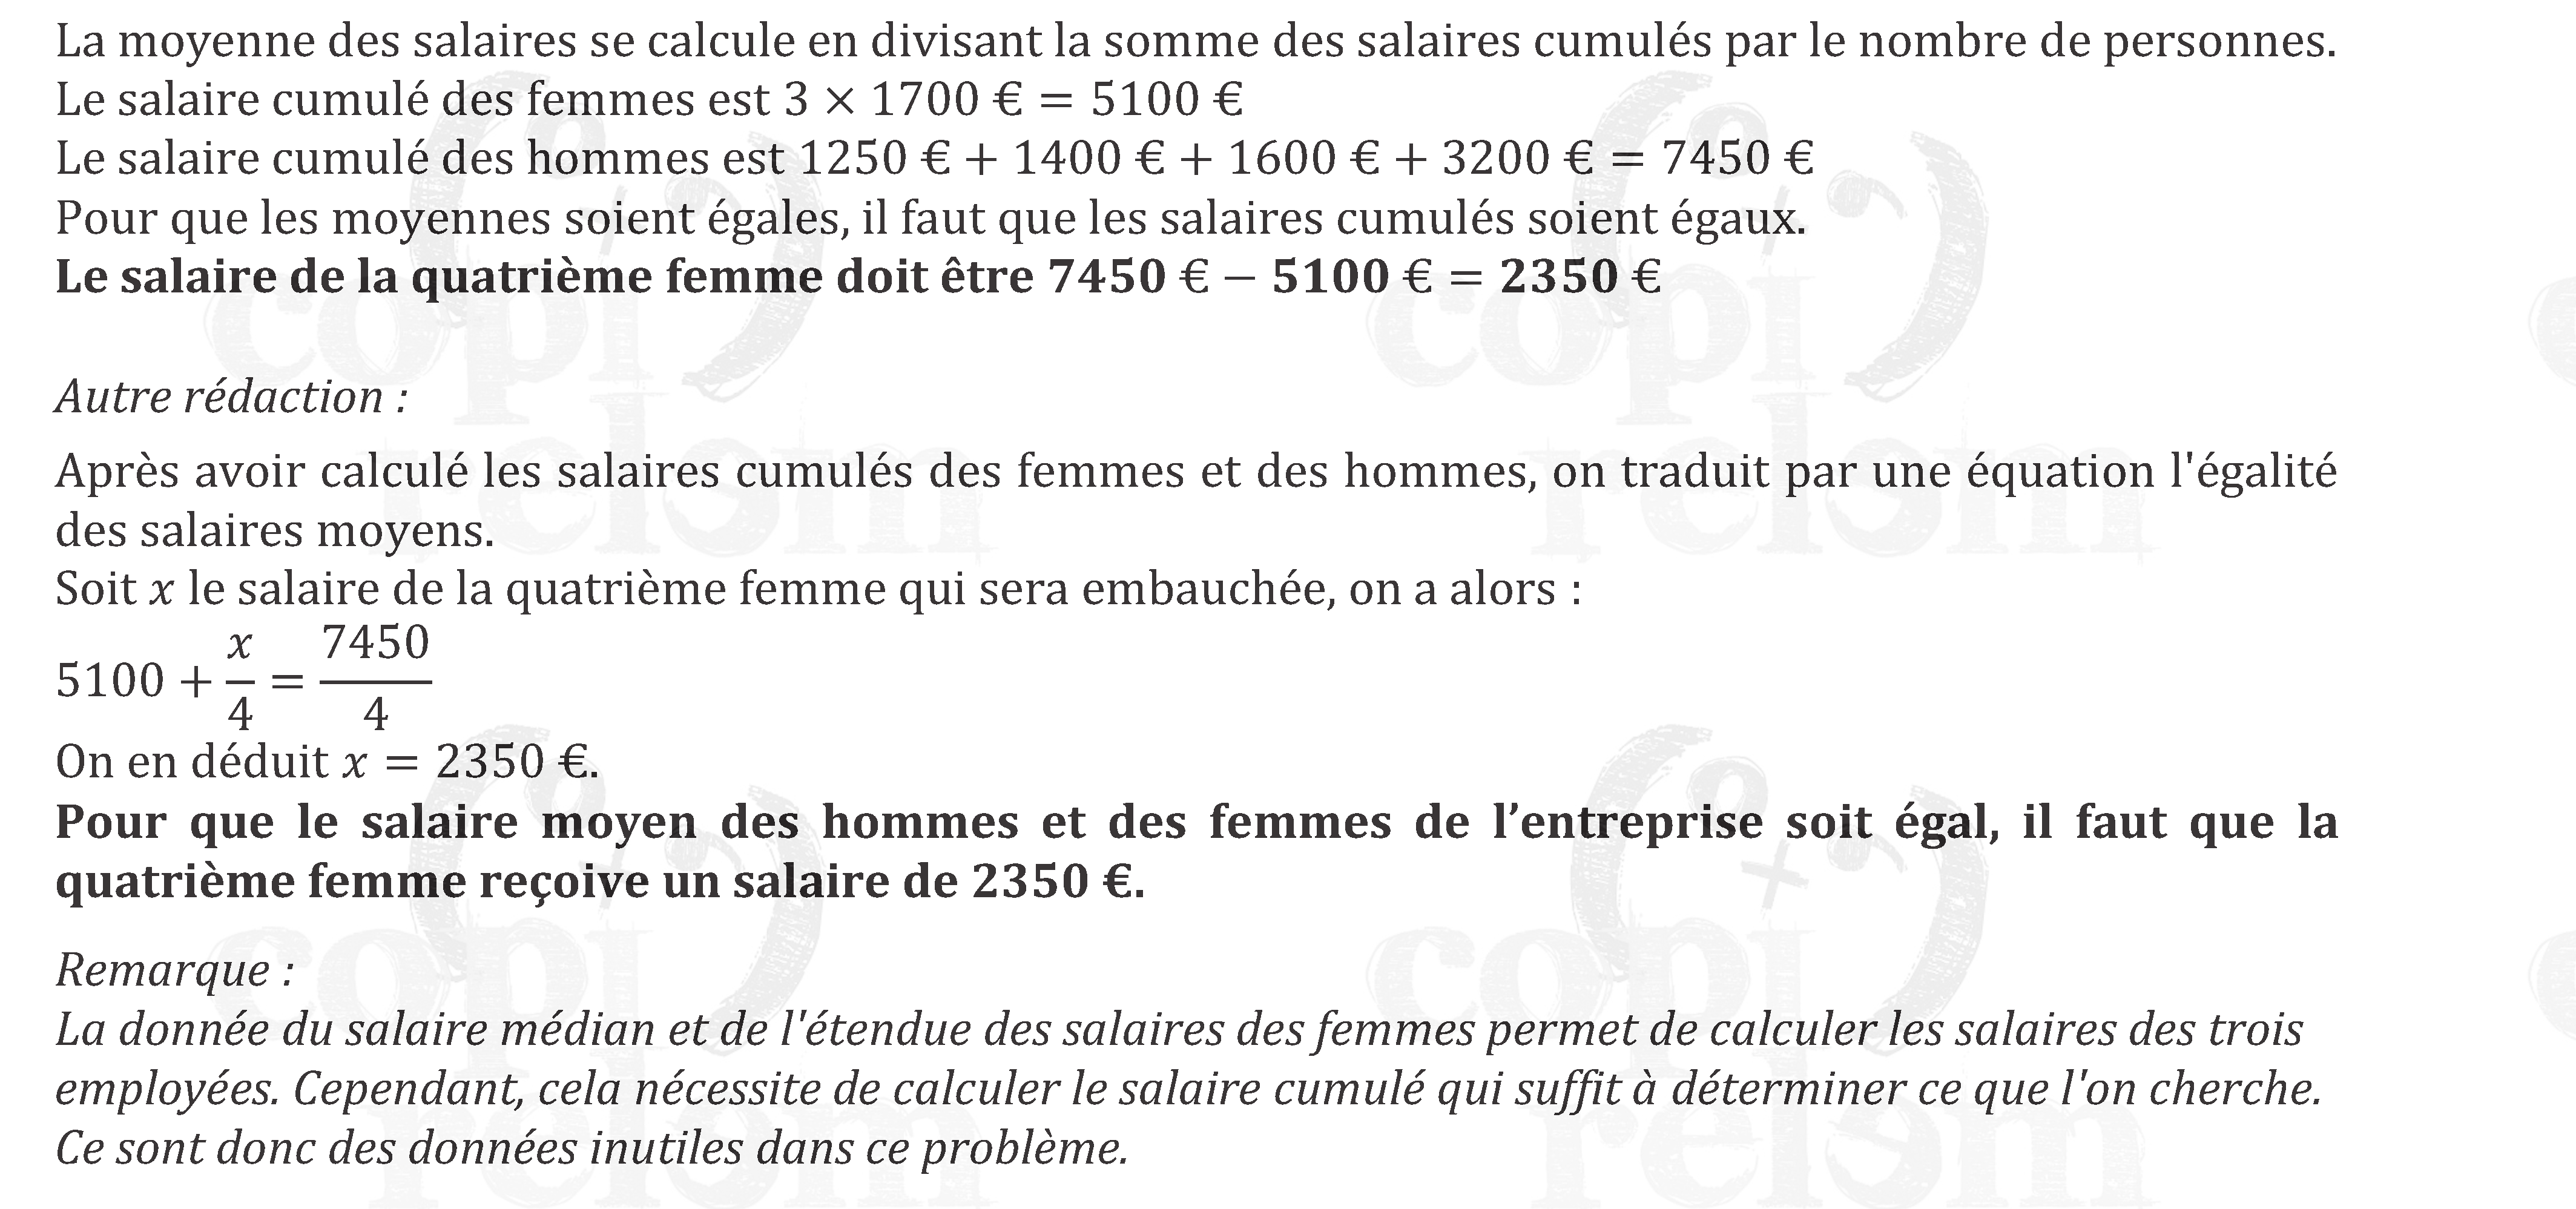 La moyenne des salaires se calcule en divisant la somme des salaires cumulés par le nombre de personnes.
Le salaire cumulé des femmes est 3 × 1700 € = 5100 €
Le salaire cumulé des hommes est 1250 € + 1400 € + 1600 € + 3200 € = 7450 €
Pour que les moyennes soient égales, il faut que les salaires cumulés soient égaux.
Le salaire de la quatrième femme doit être 7450 € − 5100 € = 2350 €
Autre rédaction :
Après avoir calculé les salaires cumulés des femmes et des hommes, on traduit par une équation l'égalité
des salaires moyens.
Soit x le salaire de la quatrième femme qui sera embauchée, on a alors :
5100 + x/4 = 7450/4
On en déduit x = 2350 €.
Pour que le salaire moyen des hommes et des femmes de l’entreprise soit égal, il faut que la
quatrième femme reçoive un salaire de 2350 €.
Remarque :
La donnée du salaire médian et de l'étendue des salaires des femmes permet de calculer les salaires des trois
employées. Cependant, cela nécessite de calculer le salaire cumulé qui suffit à déterminer ce que l'on cherche.
Ce sont donc des données inutiles dans ce problème.
copi
relem
copi
relem
copi
relem
copi
relem